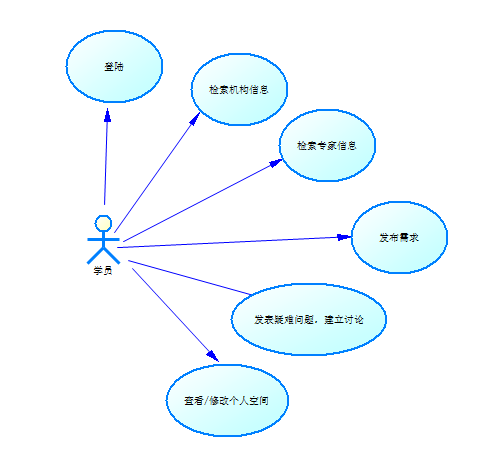 登陆
检索机构信息
检索专家信息
发布需求
学员
发表疑难问题，建立讨论
查看/修改个人空间